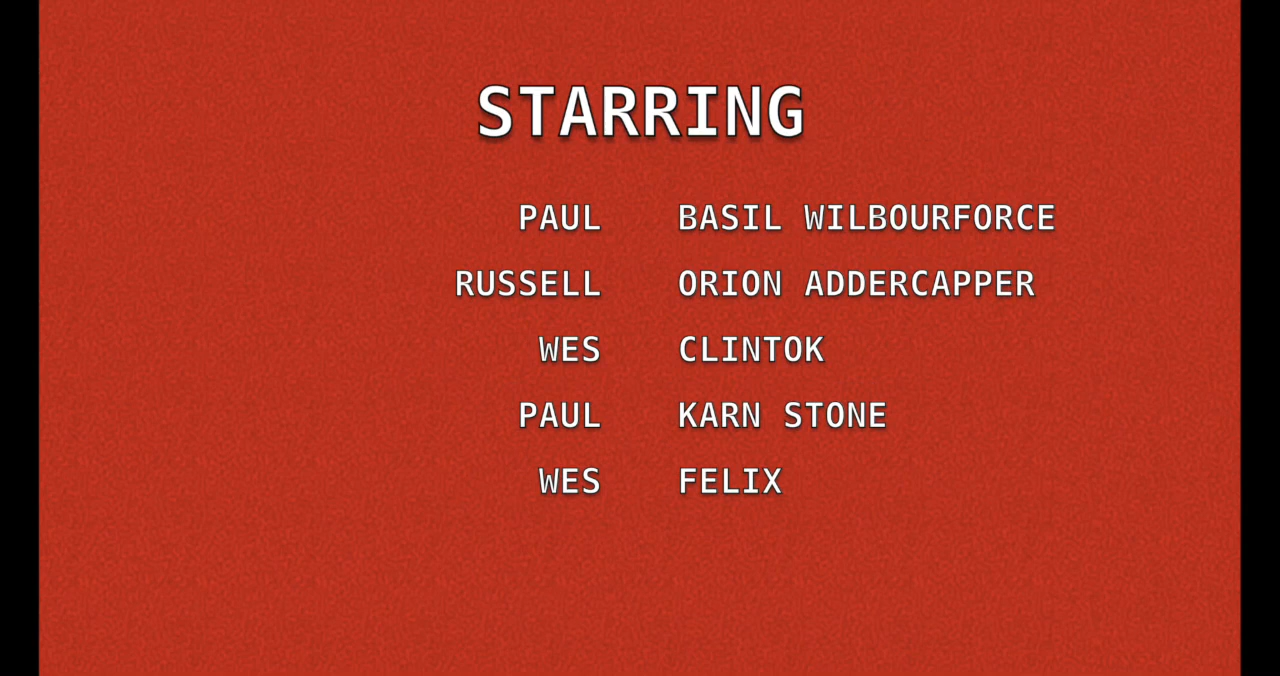 STARRING
PAUL BASIL WILBOURFORCE
RUSSELL ORION ADDERCAPPER
WES CLINTOK
PAUL KARN STONE
WES FELIX